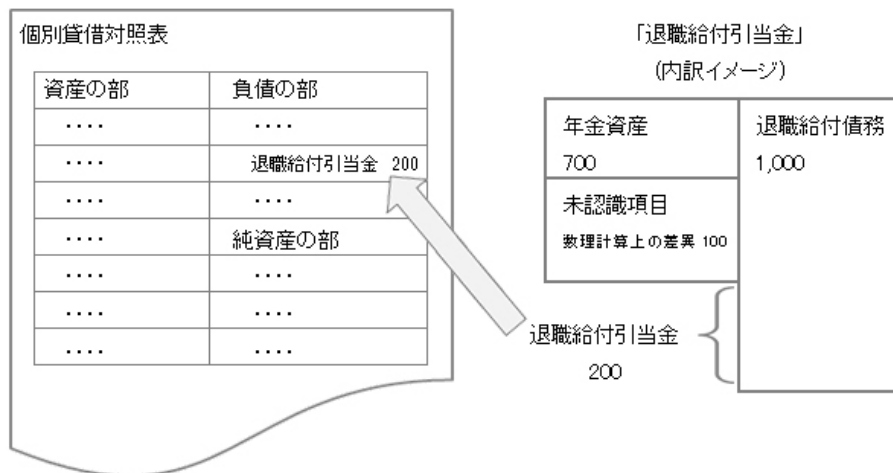 個別貸借対照表
資産の部 負債の部
・・・・ ・・・・
・・・・ 退職給付引当金 200
・・・・ ・・・・
・・・・ 純資産の部
・・・・ ・・・・
・・・・ ・・・・
・・・・ ・・・・
「退職給付引当金」
(内訳イメージ)
年金資産
700
退職給付債務
1,000
未認識項目
数理計算上の差異 100
退職給付引当金
200